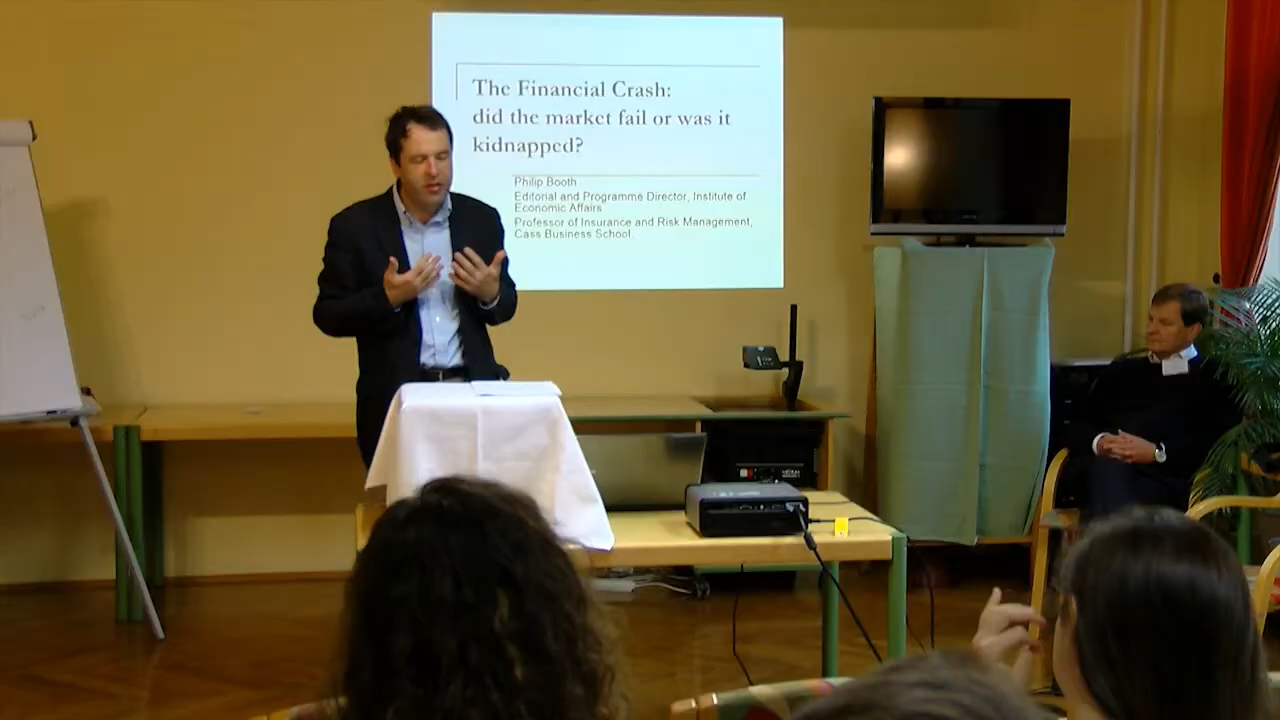 The Financial Crash:
did the market fail or was it
kidnapped?
Philip Booth
Editorial and Programme Director, Institute of
Economic Affairs
Professor of Insurance and Risk Management,
Cass Business School